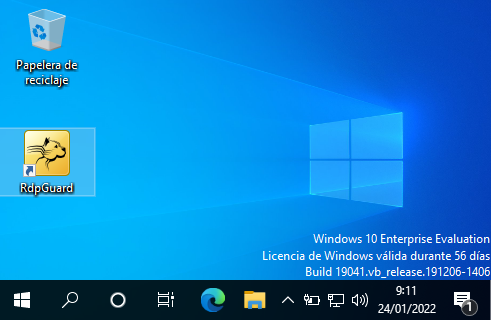 Papelera de
reciclaje
RdpGuard
Windows 10 Enterprise Evaluation
Licencia de Windows válida durante 56 días
Build 19041.vb_release.191206-1406
9:11
24/01/2022
1